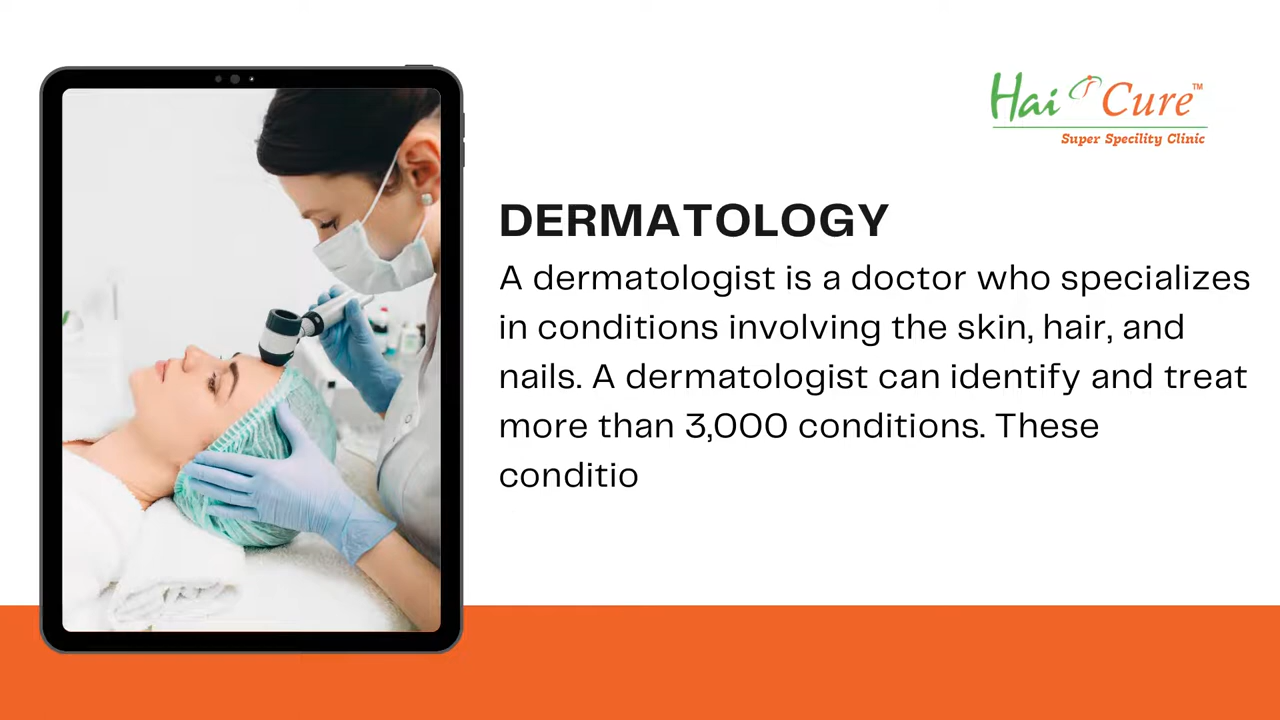 Hai Cure™
Super Specility Clinic
DERMATOLOGY
A dermatologist is a doctor who specializes
in conditions involving the skin, hair, and
nails. A dermatologist can identify and treat
more than 3,000 conditions. These
conditio